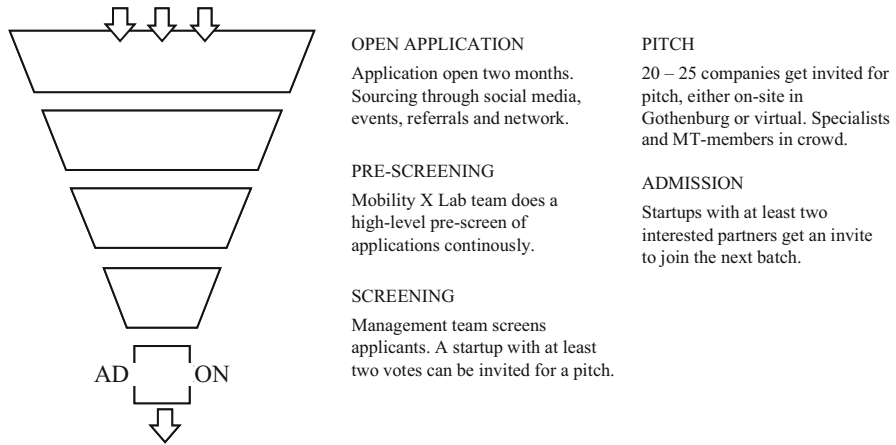 OPEN APPLICATION
Application open two months.
Sourcing through social media,
events, referrals and network.
PRE-SCREENING
Mobility X Lab team does a
high-level pre-screen of
applications continously.
SCREENING
Management team screens
applicants. A startup with at least
two votes can be invited for a pitch.
PITCH
20 – 25 companies get invited for
pitch, either on-site in
Gothenburg or virtual. Specialists
and MT-members in crowd.
ADMISSION
Startups with at least two
interested partners get an invite
to join the next batch.
AD ON